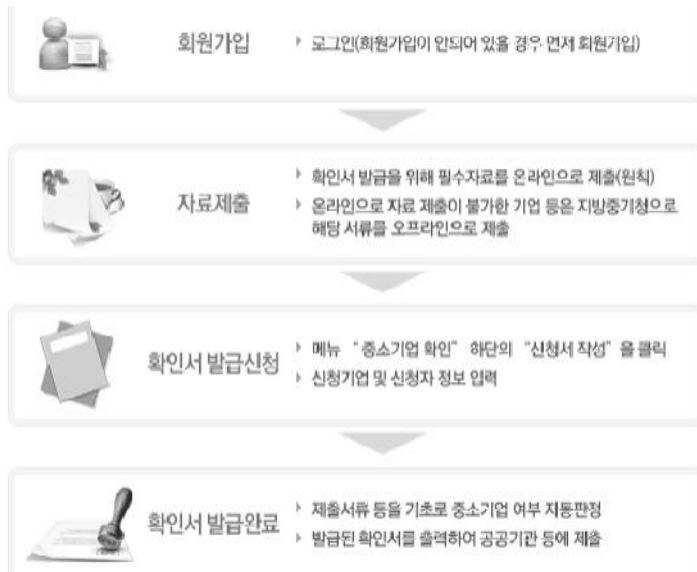 회원가입
로그인(회원가입이 안되어 있을 경우 먼저 회원가입)
자료제출
확인서 발급을 위해 필수자료를 온라인으로 제출(원칙)
온라인으로 자료 제출이 불가한 기업 등은 지방중기청으로
해당 서류를 오프라인으로 제출
확인서 발급신청
메뉴 “중소기업 확인” 하단의 “신청서 작성”을 클릭
신청기업 및 신청자 정보 입력
확인서 발급완료
제출서류 등을 기초로 중소기업 여부 자동판정
발급된 확인서를 출력하여 공공기관 등에 제출